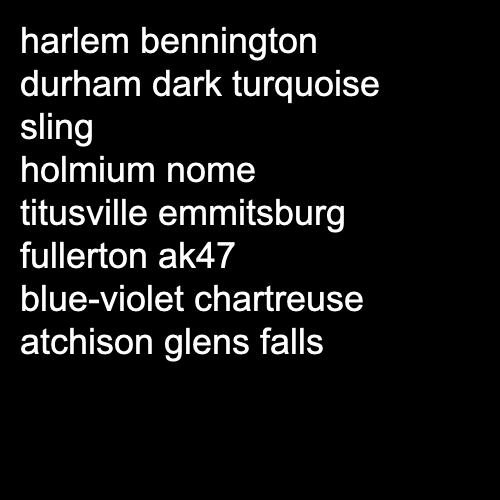 harlem bennington
durham dark turquoise
sling
holmium nome
titusville emmitsburg
fullerton ak47
blue-violet chartreuse
atchison glens falls